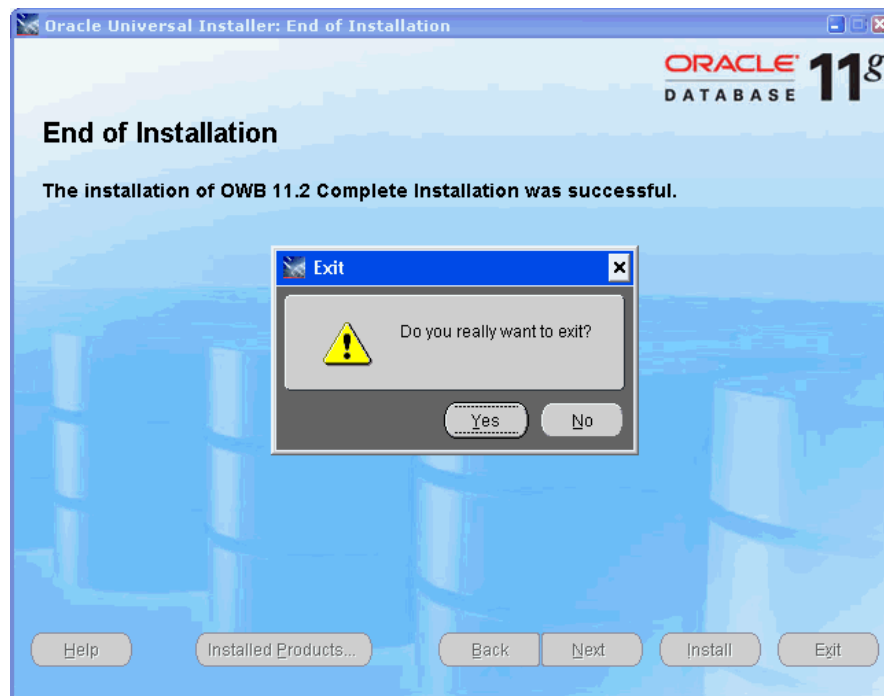 Oracle Universal Installer: End of Installation
ORACLE 11g
DATABASE
End of Installation
The installation of OWB 11.2 Complete Installation was successful.
Exit
Do you really want to exit?
Yes No
Help Installed Products... Back Next Install Exit